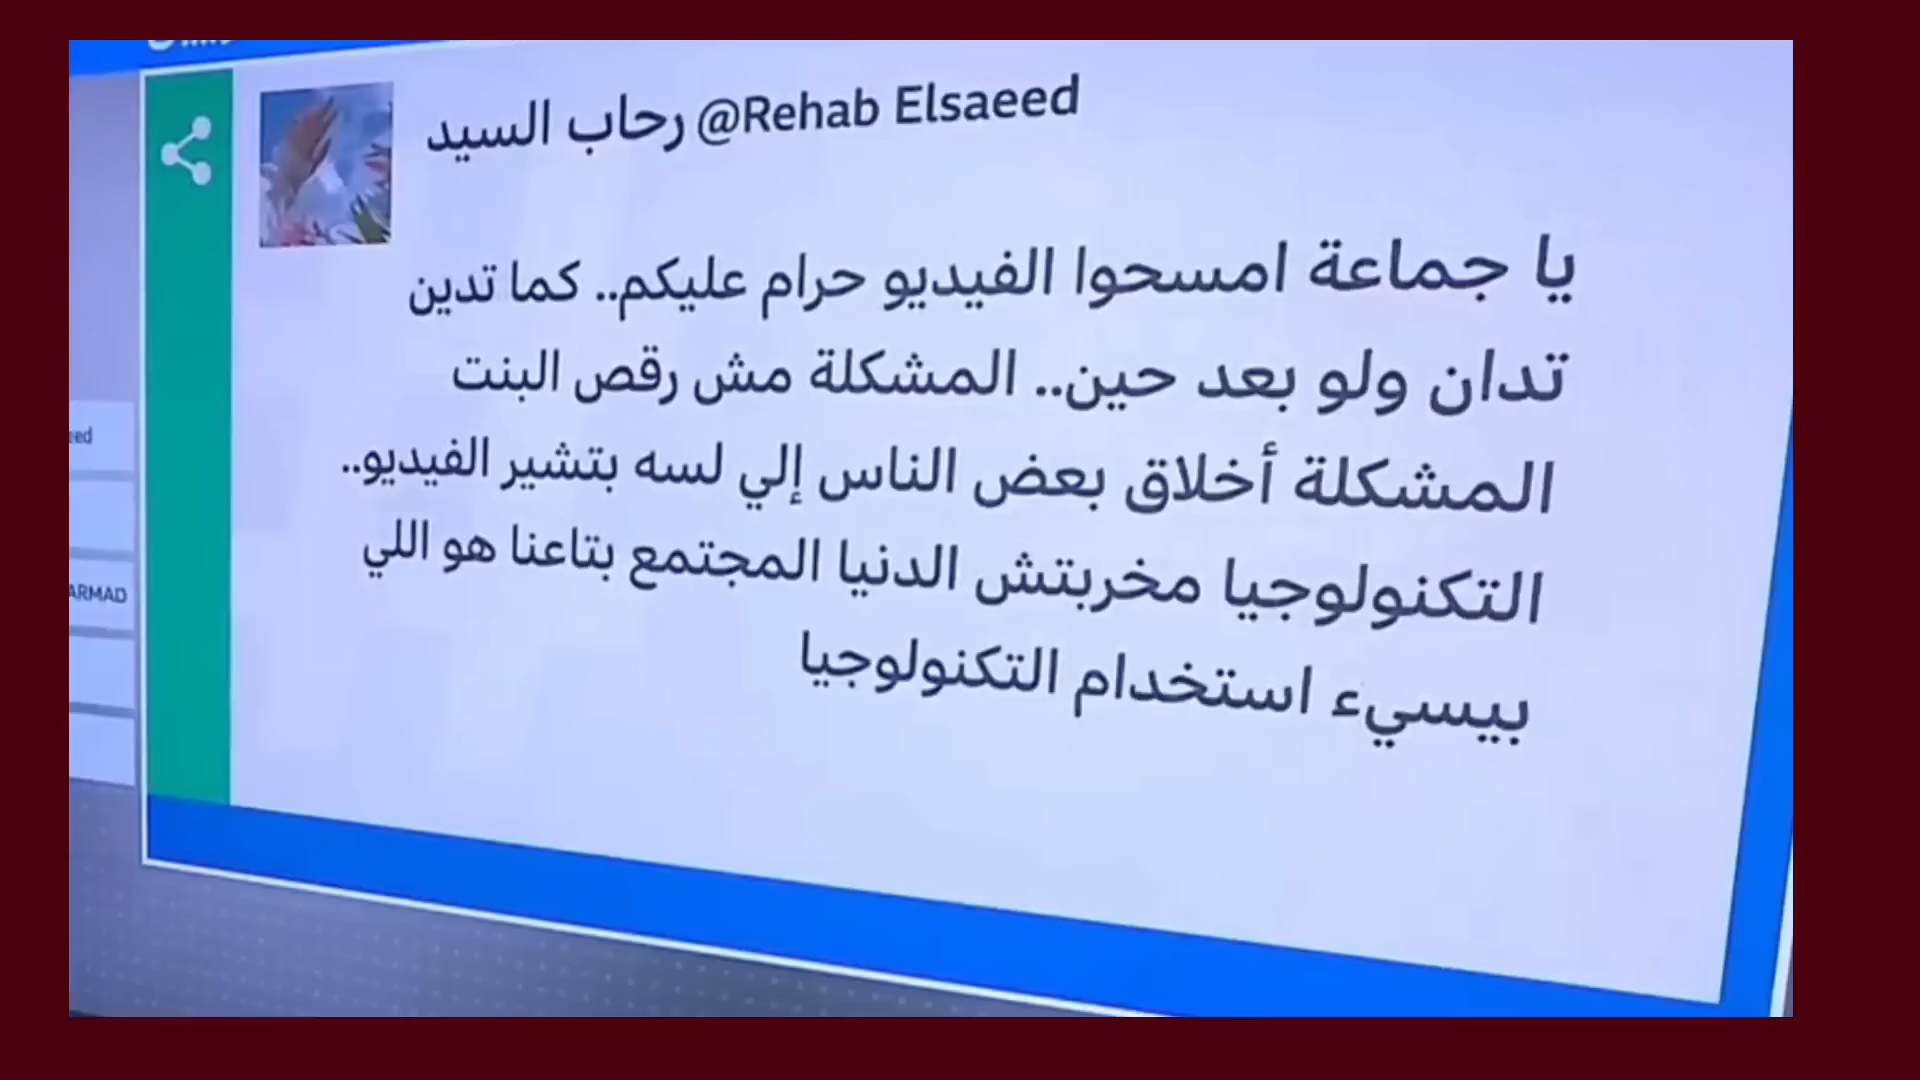 رحاب السيد @Rehab Elsaeed
يا جماعة امسحوا الفيديو حرام عليكم.. كما تدين
تدان ولو بعد حين.. المشكلة مش رقص البنت
المشكلة أخلاق بعض الناس إلي لسه بتشير الفيديو..
التكنولوجيا مخربتش الدنيا المجتمع بتاعنا هو اللي
بيسيء استخدام التكنولوجيا
eed
ARMAD